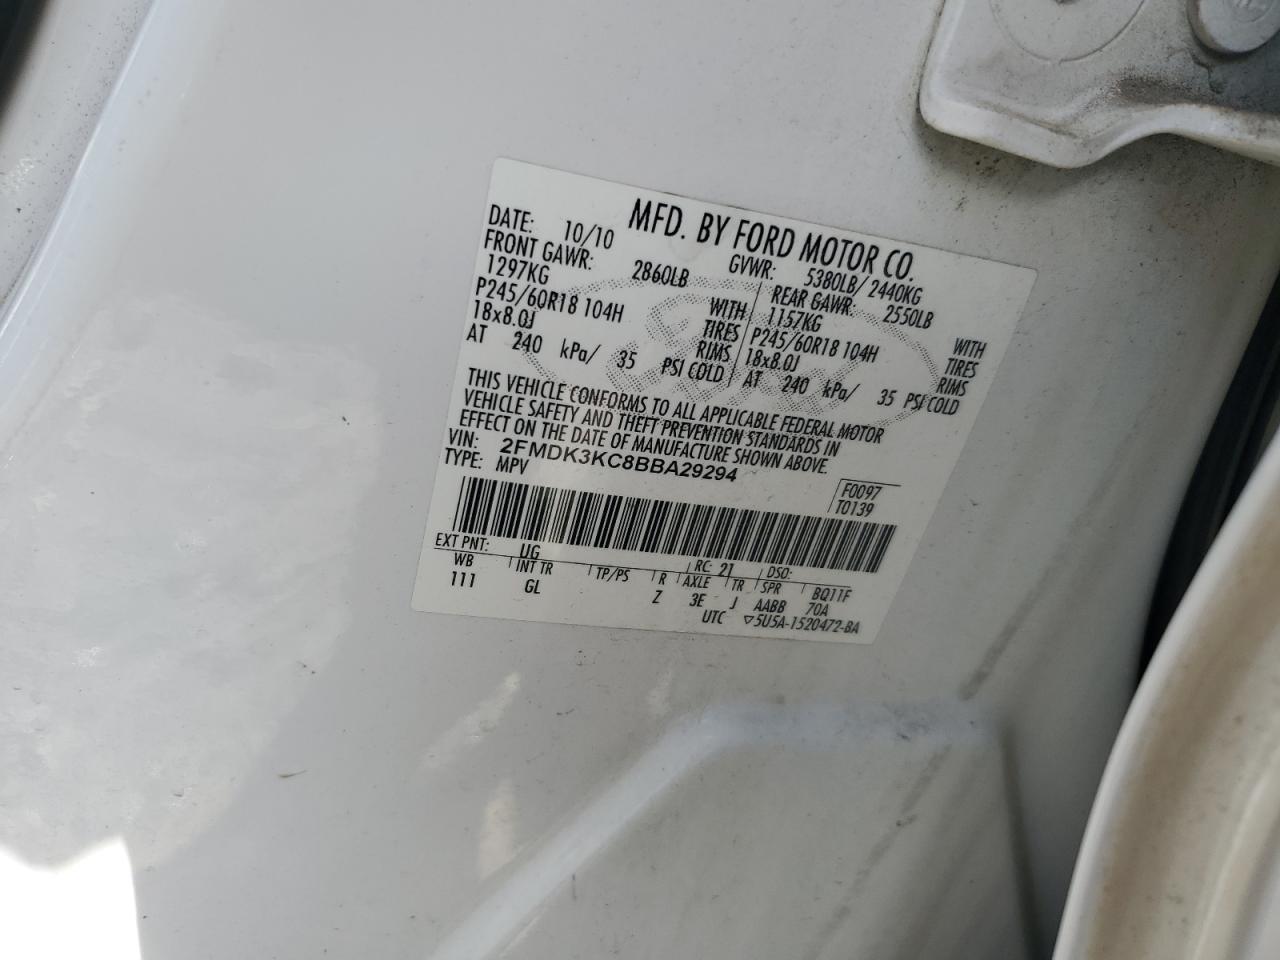 MFD. BY FORD MOTOR CO.
DATE: 10/10 GVWR: 5380LB/2440KG
FRONT GAWR: 2860LB REAR GAWR: 2550LB
1297KG WITH 1157KG WITH
P245/60R18 104H TIRES P245/60R18 104H TIRES
18x8.0J RIMS 18x8.0J RIMS
AT 240 kPa/ 35 PSI COLD AT 240 kPa/ 35 PSI COLD
THIS VEHICLE CONFORMS TO ALL APPLICABLE FEDERAL MOTOR
VEHICLE SAFETY AND THEFT PREVENTION STANDARDS IN
EFFECT ON THE DATE OF MANUFACTURE SHOWN ABOVE.
VIN: 2FMDK3KC8BBA29294
TYPE: MPV
F0097
T0139
EXT PNT: UG RC: 21 DSO:
WB INT TR TP/PS R AXLE TR SPR BQ11F
111 GL Z 3E J AABB 70A
UTC ▽5U5A-1520472-BA